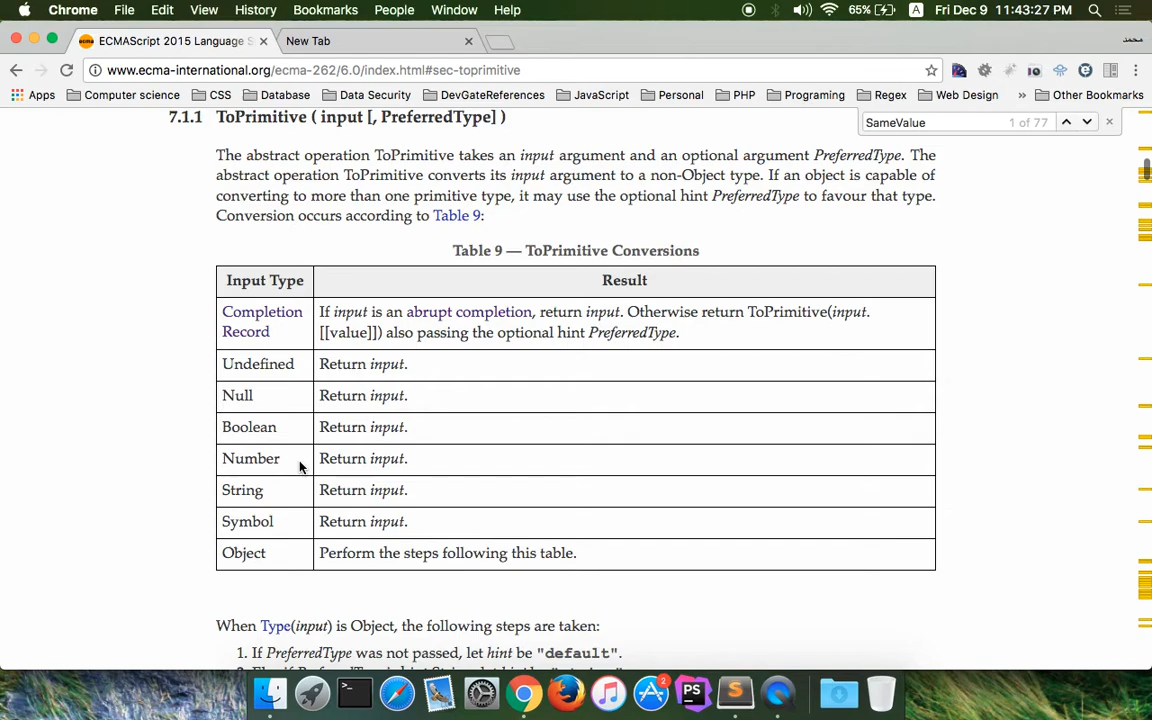 Chrome File Edit View History Bookmarks People Window Help 65% A Fri Dec 9 11:43:27 PM
ECMAScript 2015 Language S New Tab محمد
www.ecma-international.org/ecma-262/6.0/index.html#sec-toprimitive
Apps Computer science CSS Database Data Security DevGateReferences JavaScript Personal PHP Programing Regex Web Design » Other Bookmarks
SameValue 1 of 77
7.1.1 ToPrimitive ( input [, PreferredType] )
The abstract operation ToPrimitive takes an input argument and an optional argument PreferredType. The
abstract operation ToPrimitive converts its input argument to a non-Object type. If an object is capable of
converting to more than one primitive type, it may use the optional hint PreferredType to favour that type.
Conversion occurs according to Table 9:
Table 9 — ToPrimitive Conversions
Input Type Result
Completion Record If input is an abrupt completion, return input. Otherwise return ToPrimitive(input.
[[value]]) also passing the optional hint PreferredType.
Undefined Return input.
Null Return input.
Boolean Return input.
Number Return input.
String Return input.
Symbol Return input.
Object Perform the steps following this table.
When Type(input) is Object, the following steps are taken:
1. If PreferredType was not passed, let hint be "default".
PS 2